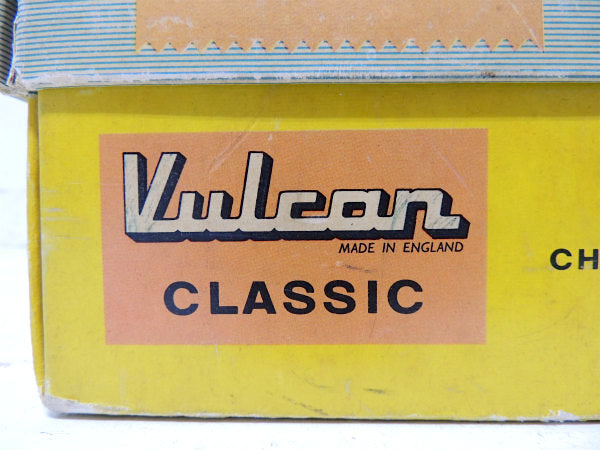 Vulcan
MADE IN ENGLAND
CLASSIC
CH